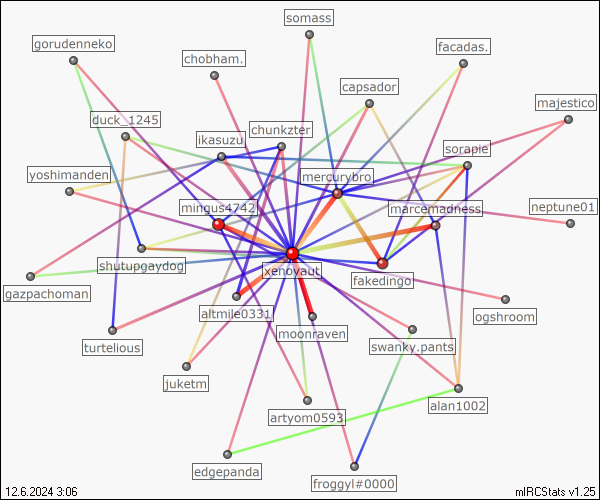 somass
gorudenneko
facadas.
chobham.
capsador
majestico
duck_1245
chunkzter
ikasuzu
sorapie
mercurybro
yoshimanden
mingus4742
marcemadness
neptune01
shutupgaydog
xenovaut
fakedingo
gazpachoman
altmile0331
ogshroom
moonraven
turtelious
swanky.pants
juketm
alan1002
artyom0593
edgepanda
froggyl#0000
12.6.2024 3:06
mIRCStats v1.25